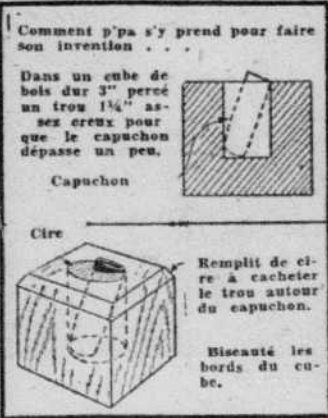 Comment p'pa s'y prend pour faire
son invention . . .
Dans un cube de
bois dur 3" percé
un trou 1¼" as-
sez creux pour
que le capuchon
dépasse un peu.
Capuchon
Cire
Remplit de ci-
re à cacheter
le trou autour
du capuchon.
Biseauté les
bords du cu-
be.